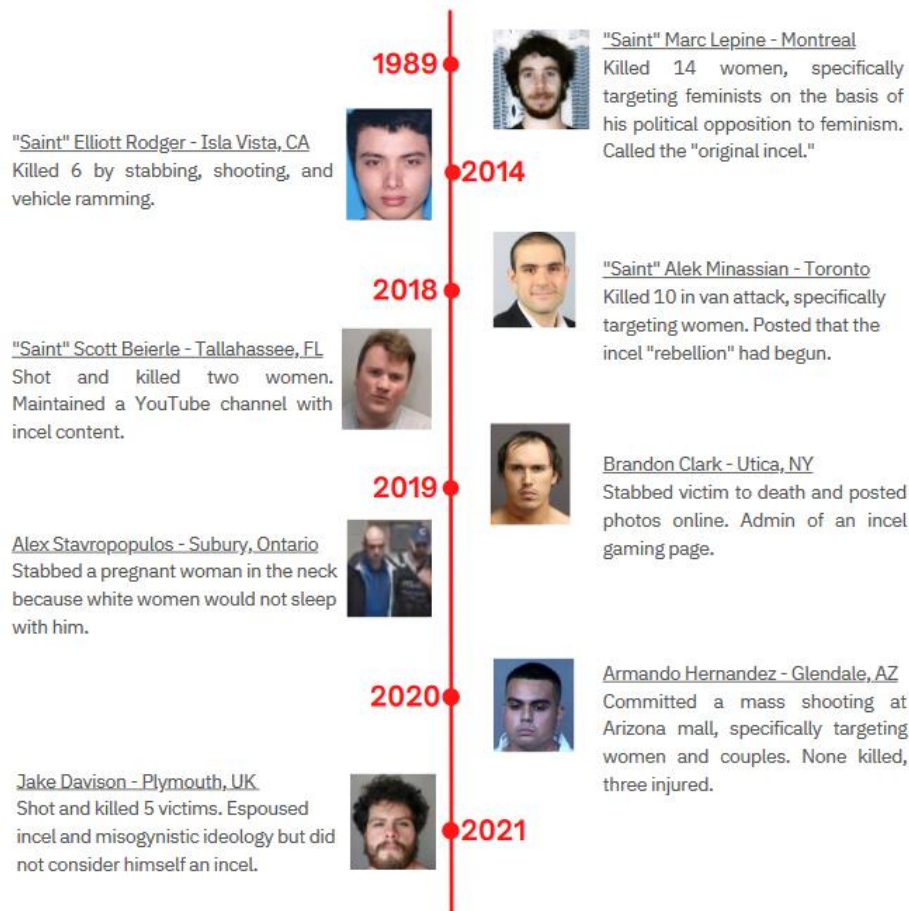 1989
"Saint" Marc Lepine - Montreal
Killed 14 women, specifically
targeting feminists on the basis of
his political opposition to feminism.
Called the "original incel."
"Saint" Elliott Rodger - Isla Vista, CA
Killed 6 by stabbing, shooting, and
vehicle ramming.
2014
"Saint" Alek Minassian - Toronto
Killed 10 in van attack, specifically
targeting women. Posted that the
incel "rebellion" had begun.
2018
"Saint" Scott Beierle - Tallahassee, FL
Shot and killed two women.
Maintained a YouTube channel with
incel content.
Brandon Clark - Utica, NY
Stabbed victim to death and posted
photos online. Admin of an incel
gaming page.
2019
Alex Stavropopulos - Subury, Ontario
Stabbed a pregnant woman in the neck
because white women would not sleep
with him.
Armando Hernandez - Glendale, AZ
Committed a mass shooting at
Arizona mall, specifically targeting
women and couples. None killed,
three injured.
2020
Jake Davison - Plymouth, UK
Shot and killed 5 victims. Espoused
incel and misogynistic ideology but did
not consider himself an incel.
2021